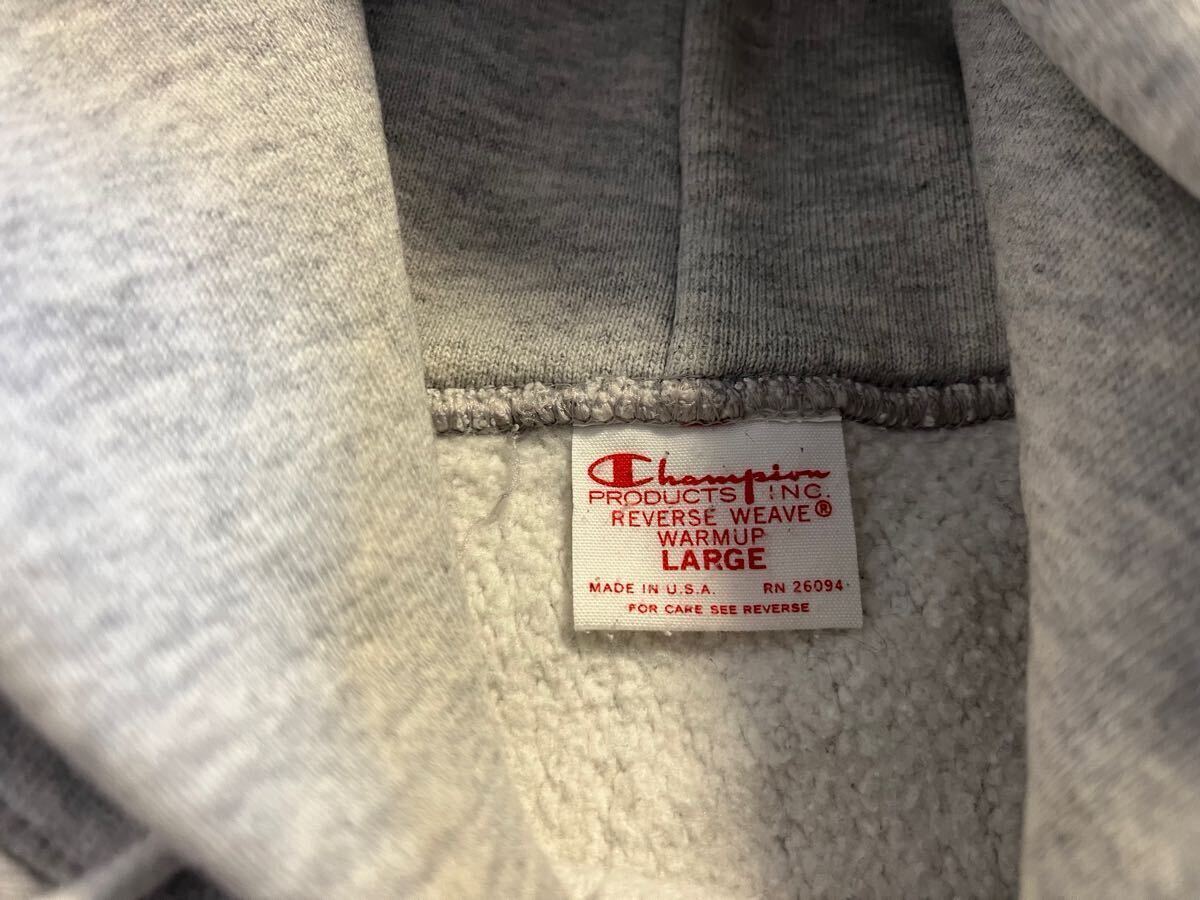 Champion
PRODUCTS INC.
REVERSE WEAVE®
WARMUP
LARGE
MADE IN U.S.A. RN 26094
FOR CARE SEE REVERSE